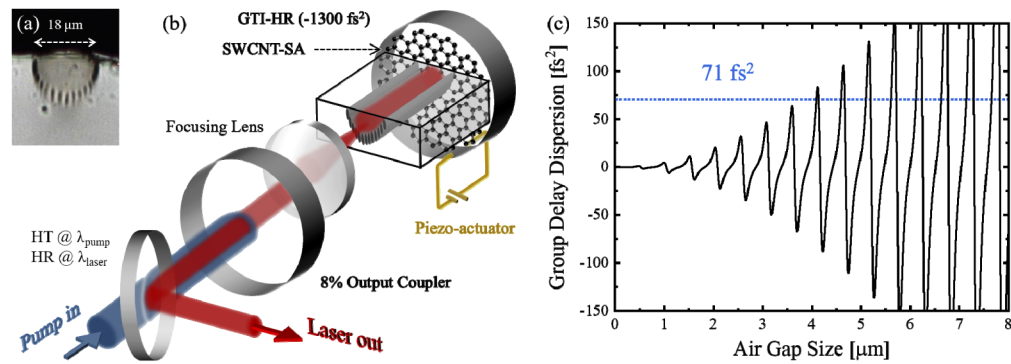 (a)
18 µm
(b)
GTI-HR (-1300 fs²)
SWCNT-SA
Focusing Lens
Piezo-actuator
HT @ λpump
HR @ λlaser
8% Output Coupler
Pump in
Laser out
(c)
Group Delay Dispersion [fs²]
150
100
50
0
-50
-100
-150
71 fs²
0 1 2 3 4 5 6 7 8
Air Gap Size [µm]